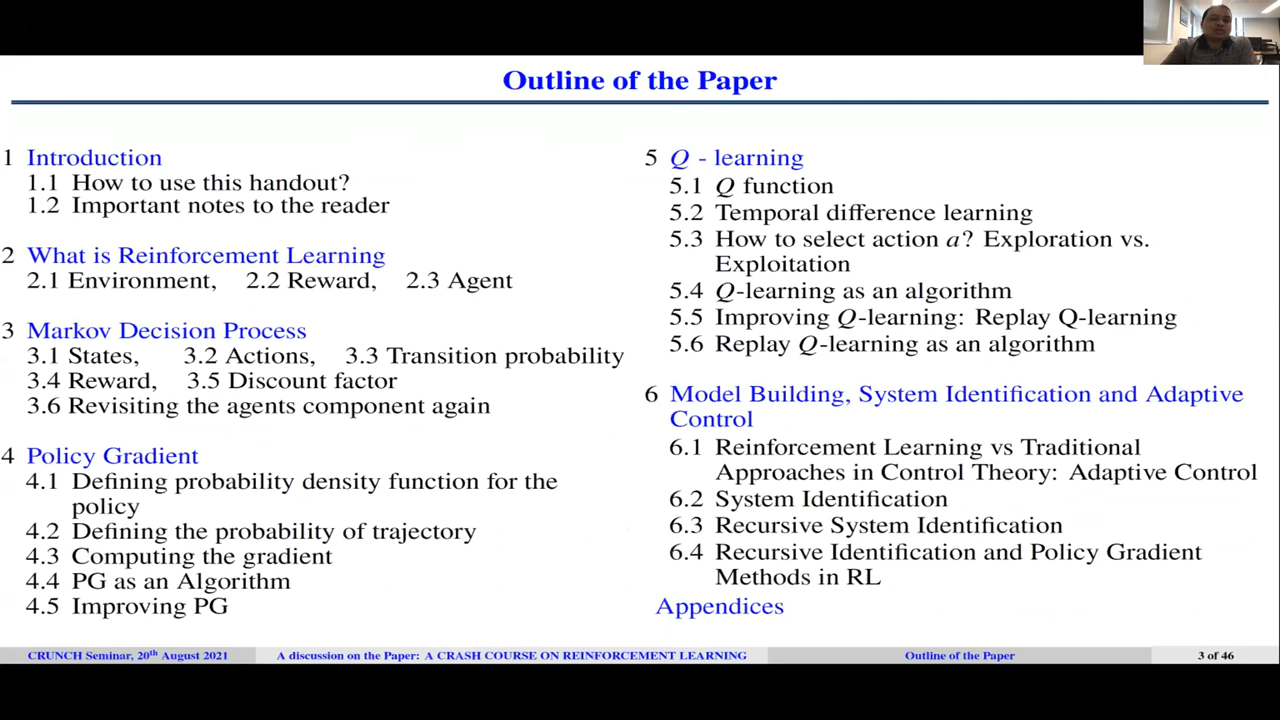 Outline of the Paper
1 Introduction
1.1 How to use this handout?
1.2 Important notes to the reader
2 What is Reinforcement Learning
2.1 Environment, 2.2 Reward, 2.3 Agent
3 Markov Decision Process
3.1 States, 3.2 Actions, 3.3 Transition probability
3.4 Reward, 3.5 Discount factor
3.6 Revisiting the agents component again
4 Policy Gradient
4.1 Defining probability density function for the
policy
4.2 Defining the probability of trajectory
4.3 Computing the gradient
4.4 PG as an Algorithm
4.5 Improving PG
5 Q - learning
5.1 Q function
5.2 Temporal difference learning
5.3 How to select action a? Exploration vs.
Exploitation
5.4 Q-learning as an algorithm
5.5 Improving Q-learning: Replay Q-learning
5.6 Replay Q-learning as an algorithm
6 Model Building, System Identification and Adaptive
Control
6.1 Reinforcement Learning vs Traditional
Approaches in Control Theory: Adaptive Control
6.2 System Identification
6.3 Recursive System Identification
6.4 Recursive Identification and Policy Gradient
Methods in RL
Appendices
CRUNCH Seminar, 20th August 2021
A discussion on the Paper: A CRASH COURSE ON REINFORCEMENT LEARNING
Outline of the Paper
3 of 46